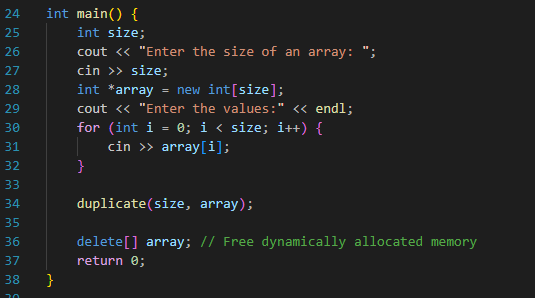 24 int main() {
25     int size;
26     cout << "Enter the size of an array: ";
27     cin >> size;
28     int *array = new int[size];
29     cout << "Enter the values:" << endl;
30     for (int i = 0; i < size; i++) {
31         cin >> array[i];
32     }
33
34     duplicate(size, array);
35
36     delete[] array; // Free dynamically allocated memory
37     return 0;
38 }